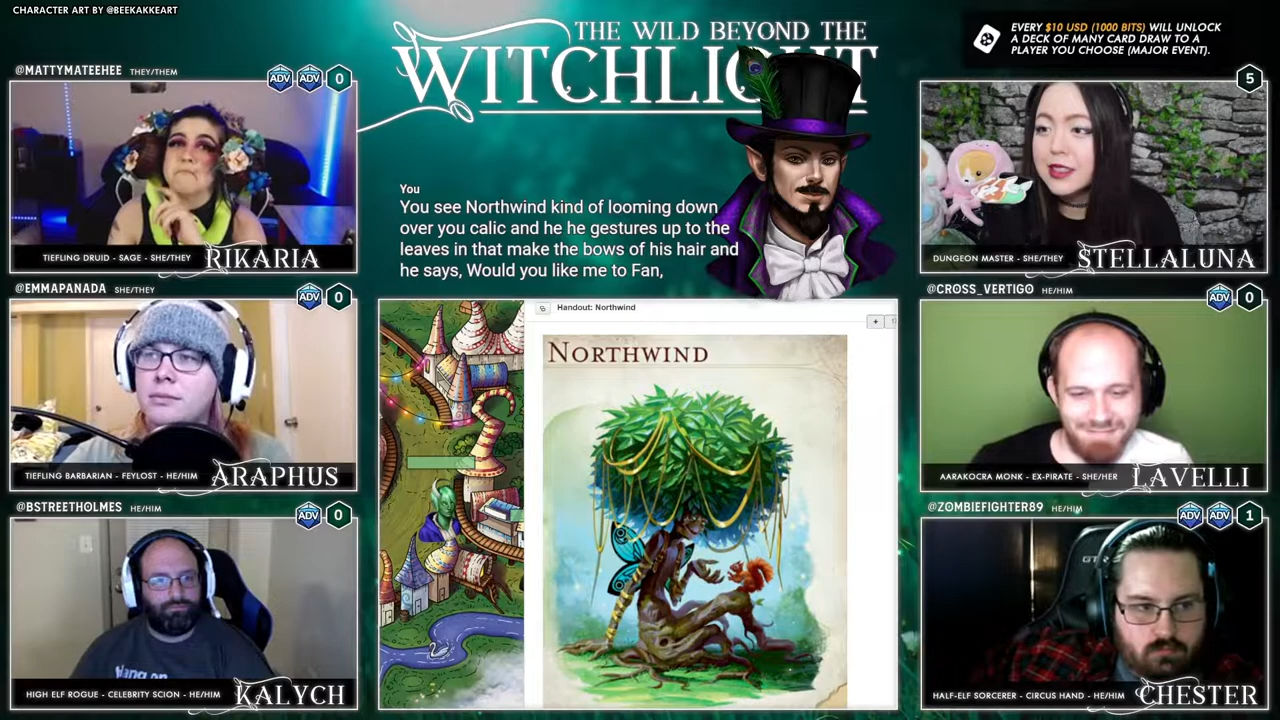 CHARACTER ART BY @BEEKAKKEART
THE WILD BEYOND THE
WITCHLIGHT
EVERY $10 USD (1000 BITS) WILL UNLOCK
A DECK OF MANY CARD DRAW TO A
PLAYER YOU CHOOSE (MAJOR EVENT).
@MATTYMATEEHEE THEY/THEM
ADV ADV 0
TIEFLING DRUID - SAGE - SHE/THEY RIKARIA
5
DUNGEON MASTER - SHE/THEY STELLALUNA
You
You see Northwind kind of looming down
over you calic and he he gestures up to the
leaves in that make the bows of his hair and
he says, Would you like me to Fan,
@EMMAPANADA SHE/THEY
ADV 0
TIEFLING BARBARIAN - FEYLOST - HE/HIM ARAPHUS
Handout: Northwind
NORTHWIND
@CROSS_VERTIGO HE/HIM
ADV 0
AARAKOCRA MONK - EX-PIRATE - SHE/HER LAVELLI
@BSTREETHOLMES HE/HIM
ADV 0
HIGH ELF ROGUE - CELEBRITY SCION - HE/HIM KALYCH
@ZOMBIEFIGHTER89 HE/HIM
ADV ADV 1
HALF-ELF SORCERER - CIRCUS HAND - HE/HIM CHESTER